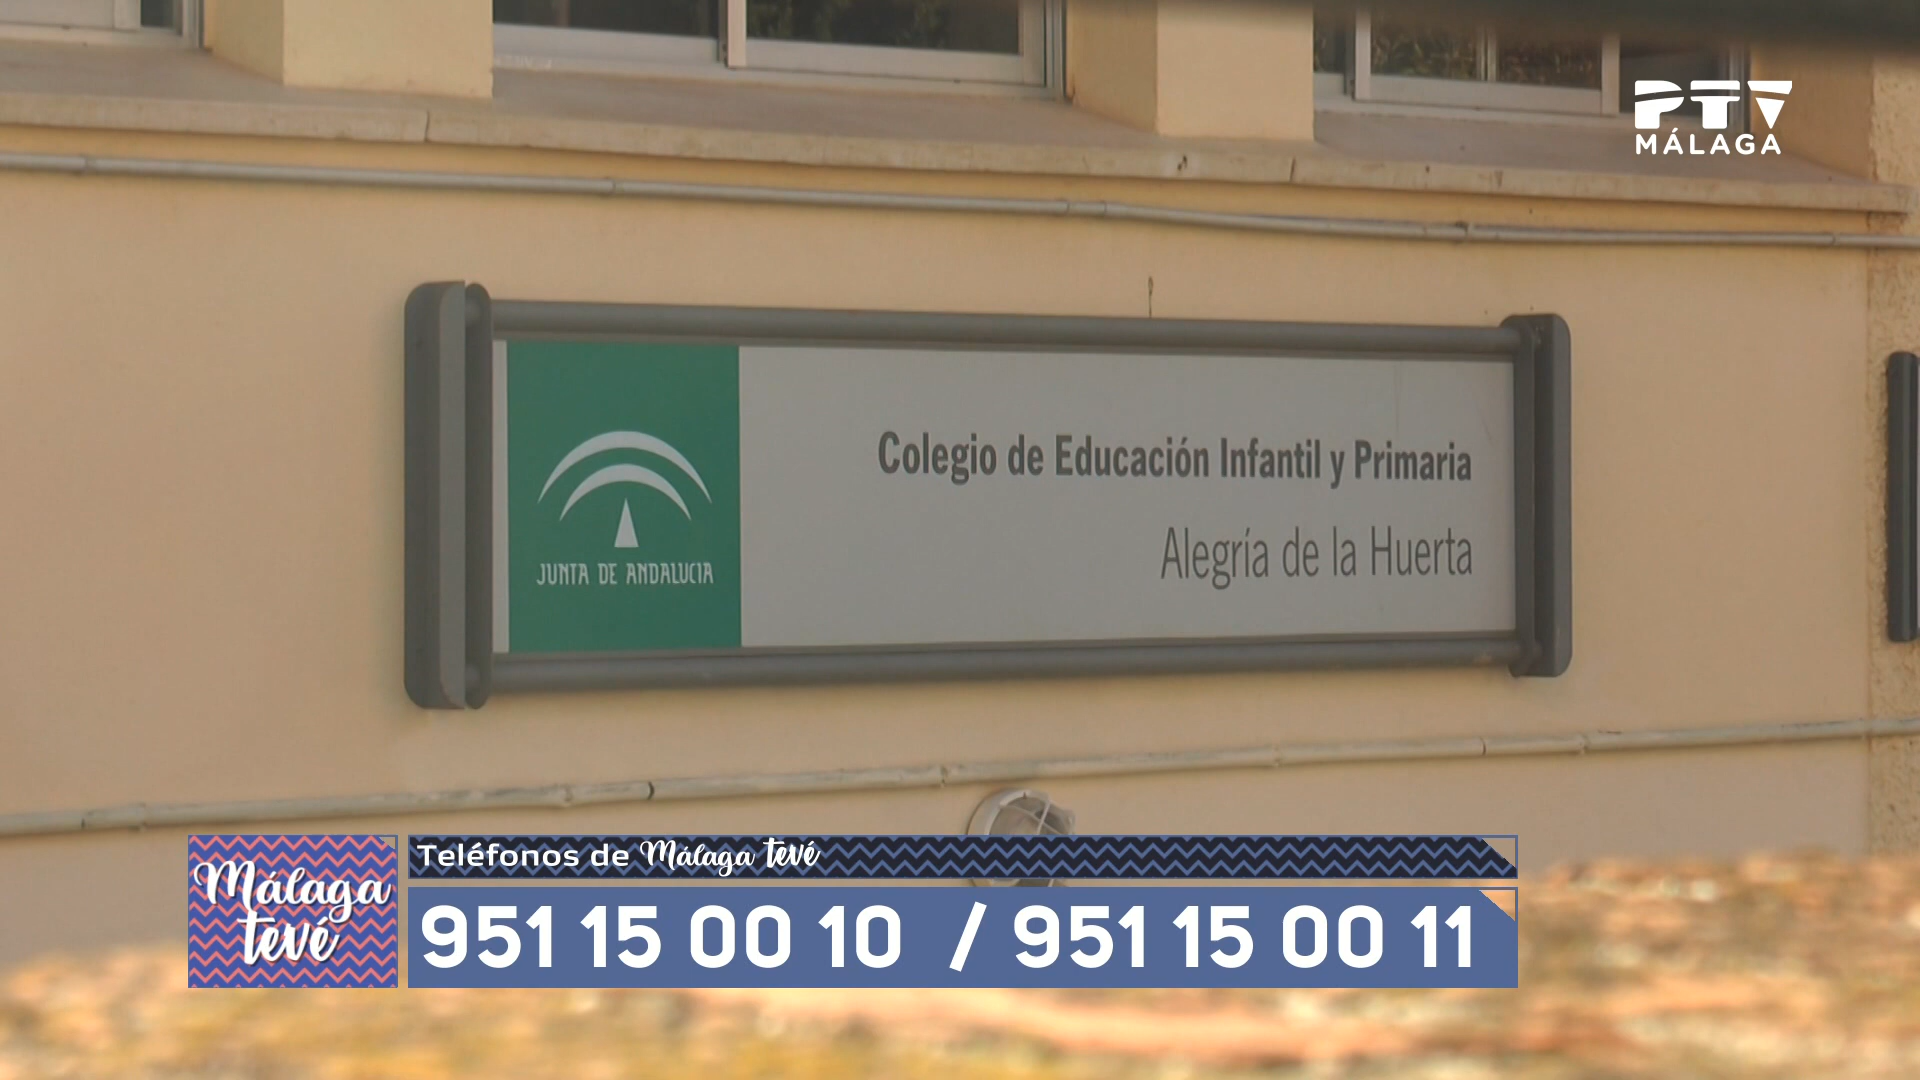 PTV
MÁLAGA
Colegio de Educación Infantil y Primaria
Alegría de la Huerta
JUNTA DE ANDALUCIA
Teléfonos de Málaga tevé
Málaga
tevé
951 15 00 10 / 951 15 00 11